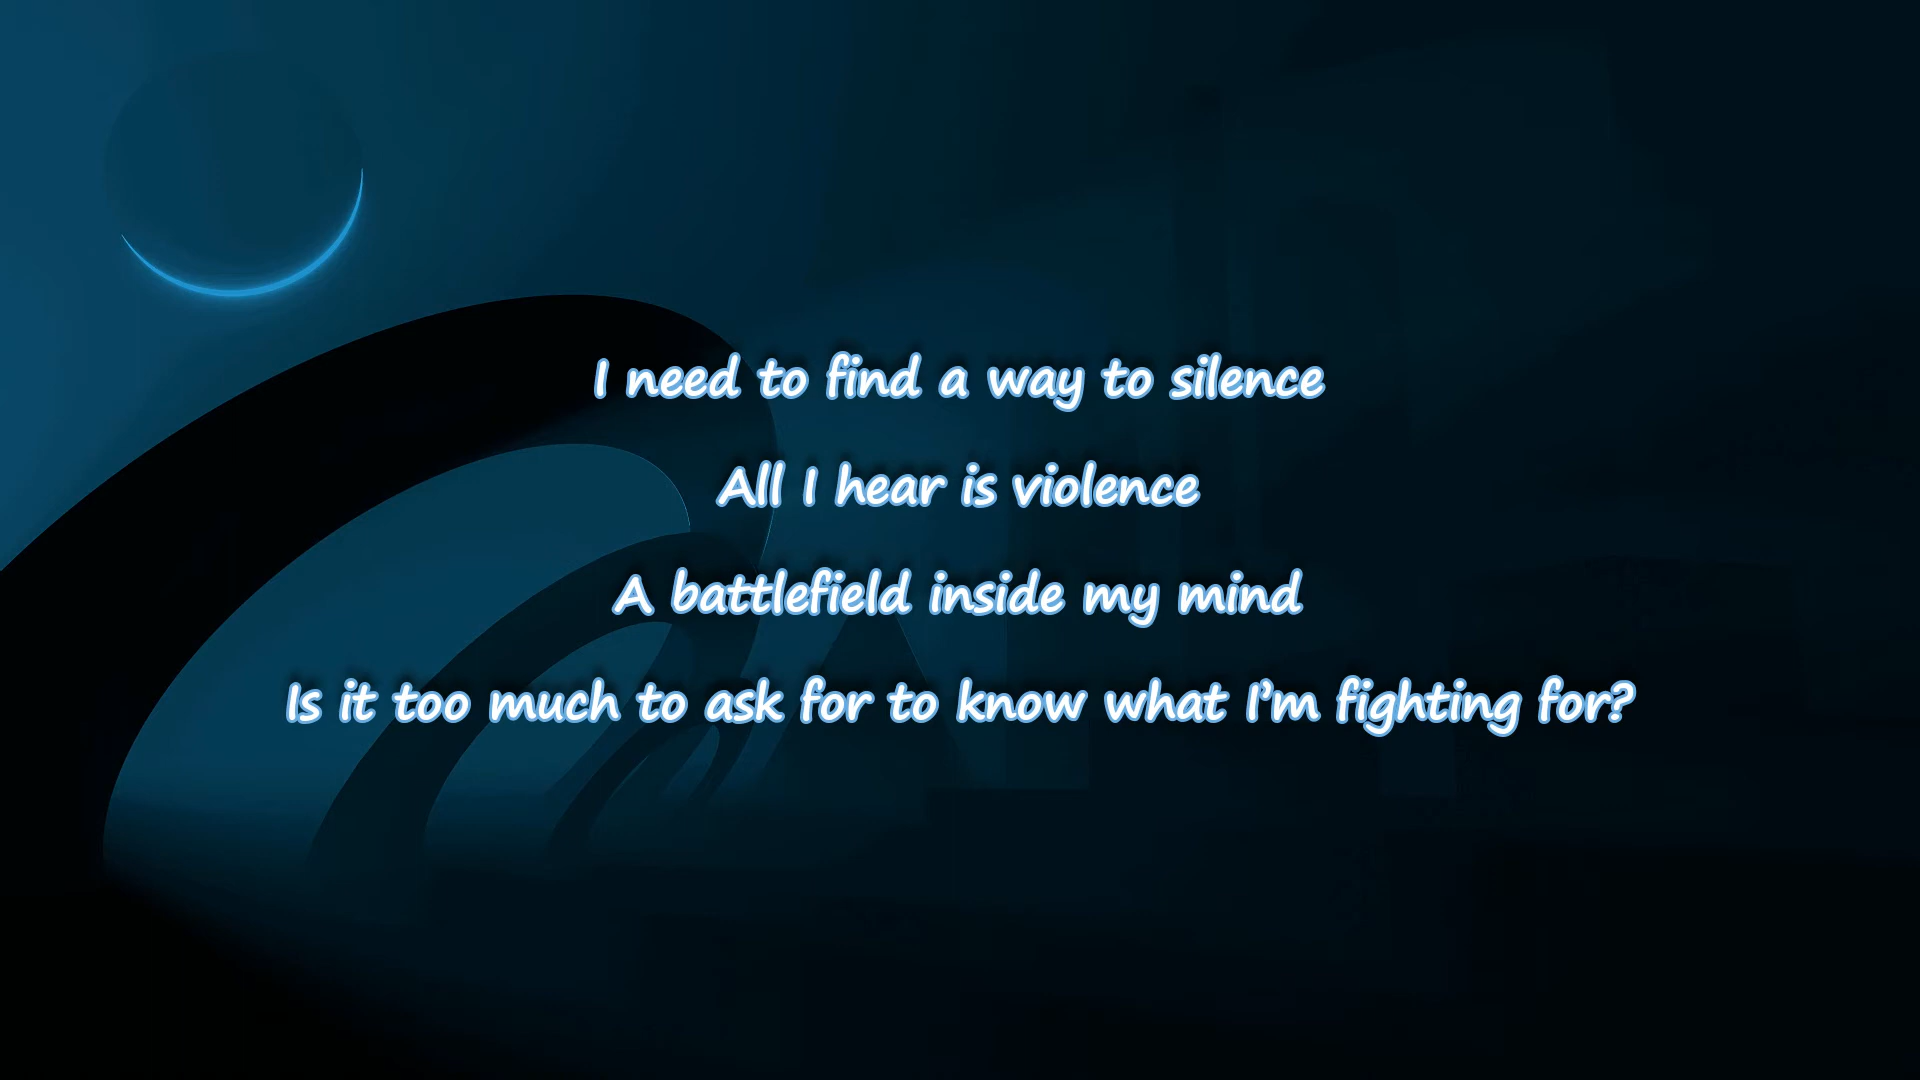 I need to find a way to silence
All I hear is violence
A battlefield inside my mind
Is it too much to ask for to know what I’m fighting for?